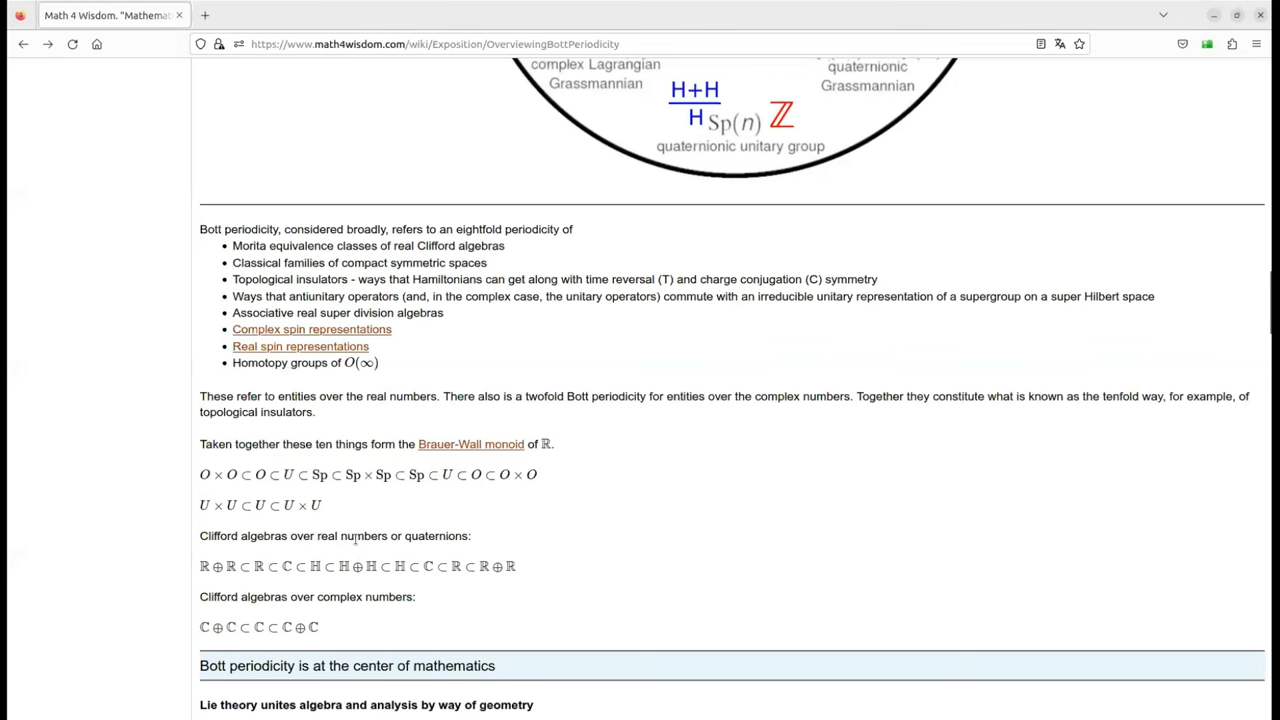 Math 4 Wisdom. "Mathemat
https://www.math4wisdom.com/wiki/Exposition/OverviewingBottPeriodicity
complex Lagrangian
Grassmannian
quaternionic
Grassmannian
H+H
H
Sp(n) ℤ
quaternionic unitary group
Bott periodicity, considered broadly, refers to an eightfold periodicity of
• Morita equivalence classes of real Clifford algebras
• Classical families of compact symmetric spaces
• Topological insulators - ways that Hamiltonians can get along with time reversal (T) and charge conjugation (C) symmetry
• Ways that antiunitary operators (and, in the complex case, the unitary operators) commute with an irreducible unitary representation of a supergroup on a super Hilbert space
• Associative real super division algebras
• Complex spin representations
• Real spin representations
• Homotopy groups of O(∞)
These refer to entities over the real numbers. There also is a twofold Bott periodicity for entities over the complex numbers. Together they constitute what is known as the tenfold way, for example, of
topological insulators.
Taken together these ten things form the Brauer-Wall monoid of ℝ.
O × O ⊂ O ⊂ U ⊂ Sp ⊂ Sp × Sp ⊂ Sp ⊂ U ⊂ O ⊂ O × O
U × U ⊂ U ⊂ U × U
Clifford algebras over real numbers or quaternions:
ℝ ⊕ ℝ ⊂ ℝ ⊂ ℂ ⊂ ℍ ⊂ ℍ ⊕ ℍ ⊂ ℍ ⊂ ℂ ⊂ ℝ ⊂ ℝ ⊕ ℝ
Clifford algebras over complex numbers:
ℂ ⊕ ℂ ⊂ ℂ ⊂ ℂ ⊕ ℂ
Bott periodicity is at the center of mathematics
Lie theory unites algebra and analysis by way of geometry